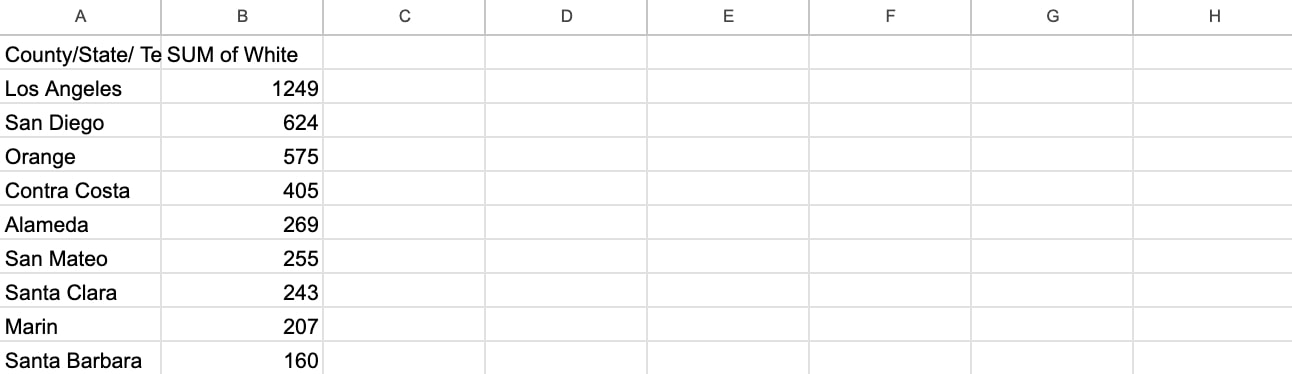 A B C D E F G H
County/State/ Te SUM of White
Los Angeles 1249
San Diego 624
Orange 575
Contra Costa 405
Alameda 269
San Mateo 255
Santa Clara 243
Marin 207
Santa Barbara 160